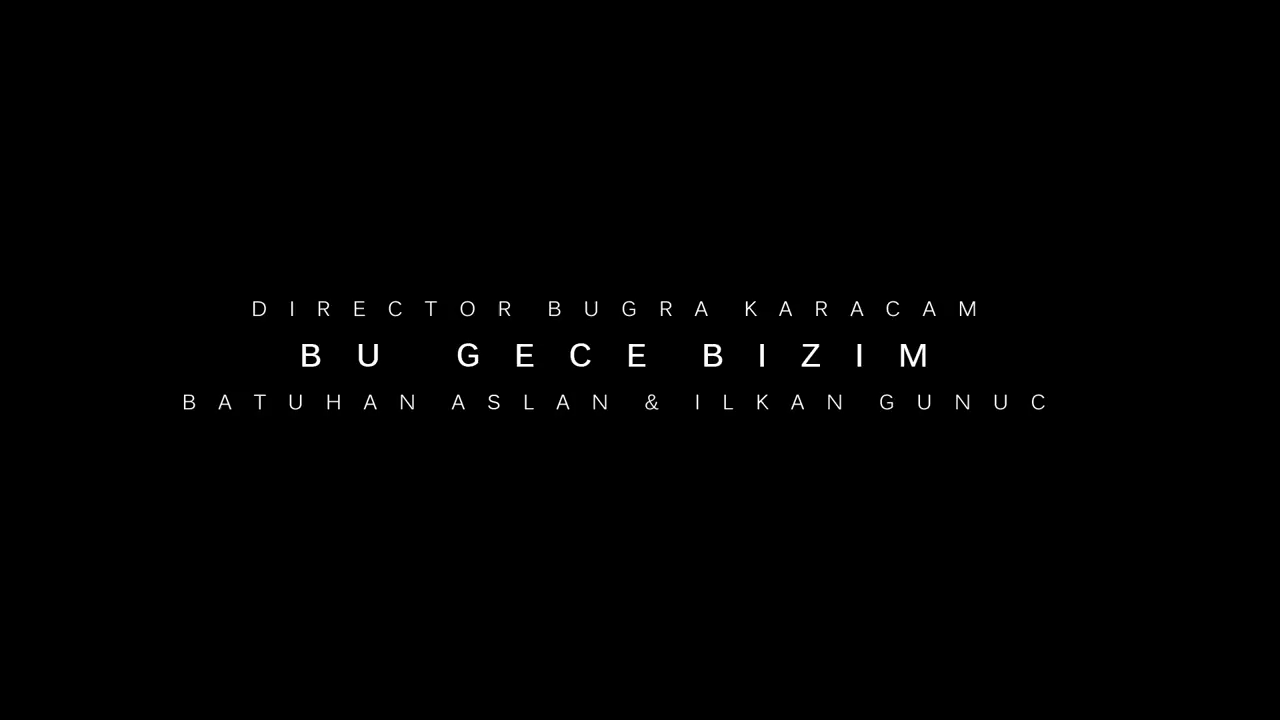 DIRECTOR BUGRA KARACAM
BU GECE BIZIM
BATUHAN ASLAN & ILKAN GUNUC